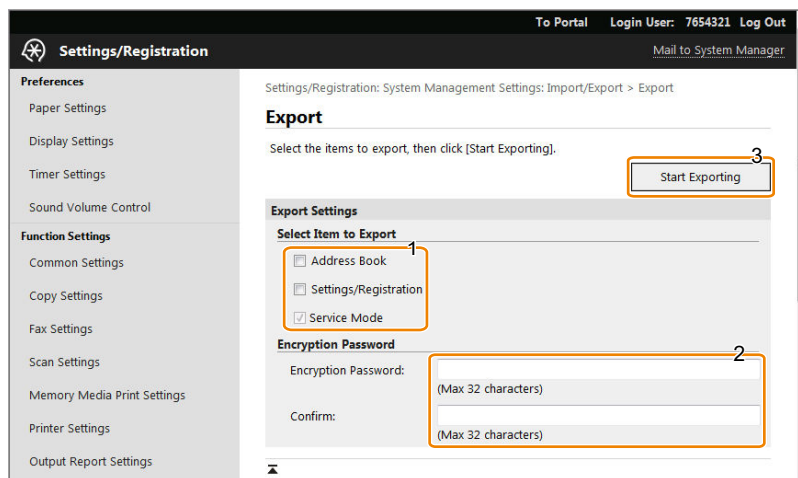 To Portal Login User: 7654321 Log Out
Settings/Registration
Mail to System Manager
Preferences
Paper Settings
Display Settings
Timer Settings
Sound Volume Control
Function Settings
Common Settings
Copy Settings
Fax Settings
Scan Settings
Memory Media Print Settings
Printer Settings
Output Report Settings
Settings/Registration: System Management Settings: Import/Export > Export
Export
Select the items to export, then click [Start Exporting].
3
Start Exporting
Export Settings
Select Item to Export
1
Address Book
Settings/Registration
Service Mode
Encryption Password
2
Encryption Password:
(Max 32 characters)
Confirm:
(Max 32 characters)